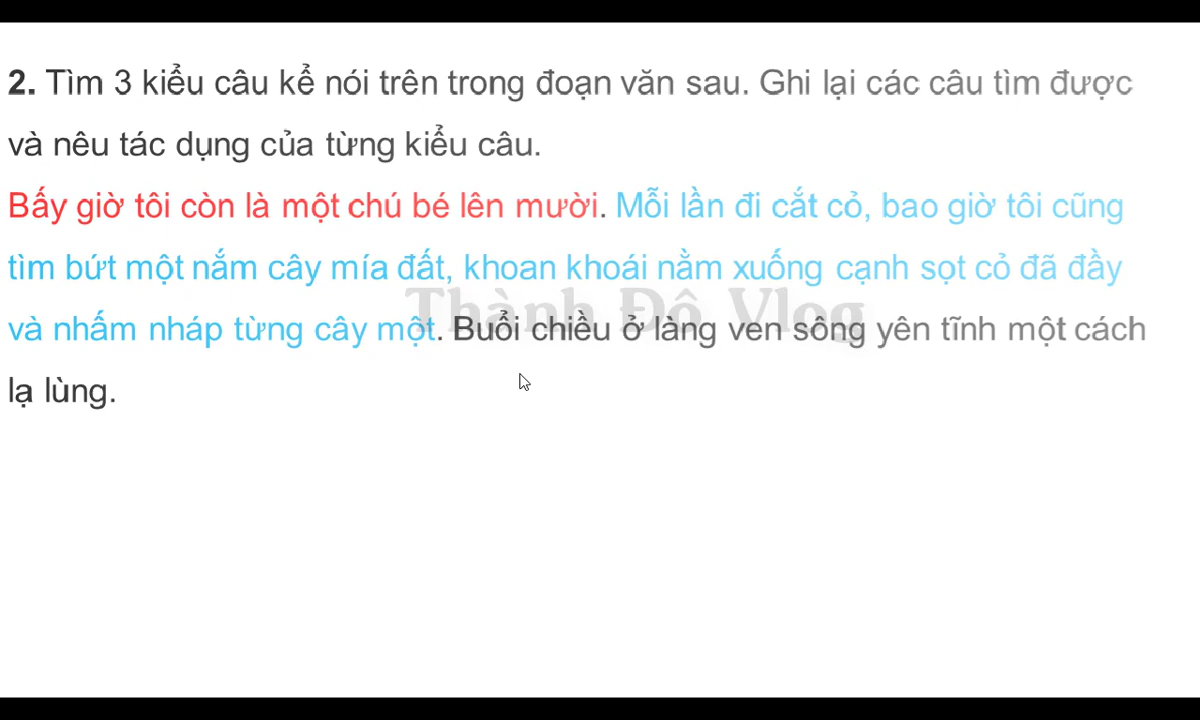 2. Tìm 3 kiểu câu kể nói trên trong đoạn văn sau. Ghi lại các câu tìm được
và nêu tác dụng của từng kiểu câu.
Bấy giờ tôi còn là một chú bé lên mười. Mỗi lần đi cắt cỏ, bao giờ tôi cũng
tìm bứt một nắm cây mía đất, khoan khoái nằm xuống cạnh sọt cỏ đã đầy
Thành Đô Vlog
và nhấm nháp từng cây một. Buổi chiều ở làng ven sông yên tĩnh một cách
lạ lùng.